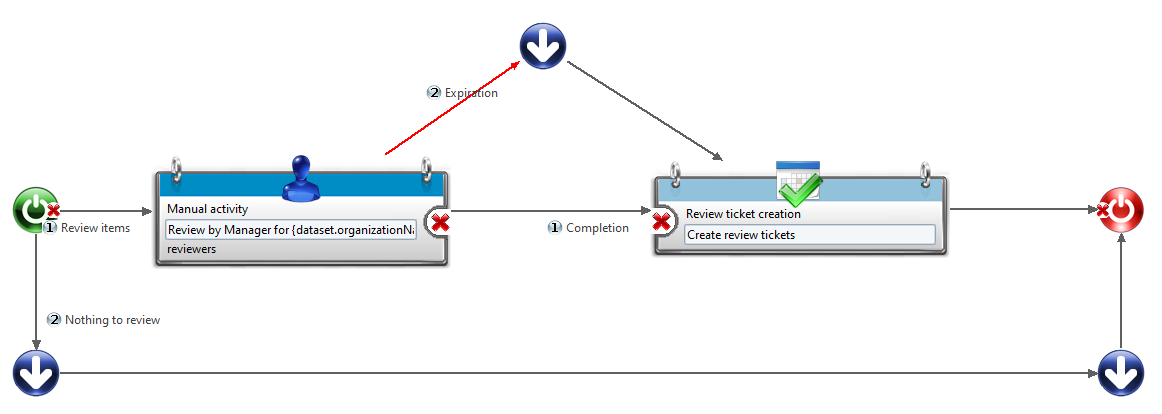 2 Expiration
Manual activity
Review by Manager for {dataset.organizationNa
reviewers
1 Review items
1 Completion
Review ticket creation
Create review tickets
2 Nothing to review